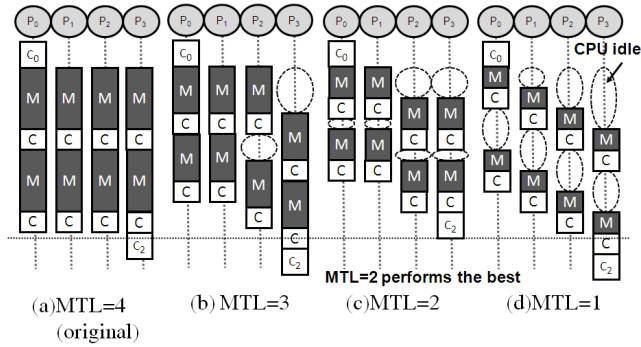 P0 P1 P2 P3 P0 P1 P2 P3 P0 P1 P2 P3 P0 P1 P2 P3
CPU idle
C0 C0 C0 C0
M M M M M M M M M M
M M M
C C C C C C C C C
C C C
M M M M M M M M M
M M M
C C C C C C C C C
C C C
M
C
C2 C2 C2 C2
MTL=2 performs the best
(a)MTL=4 (b) MTL=3 (c)MTL=2 (d)MTL=1
(original)